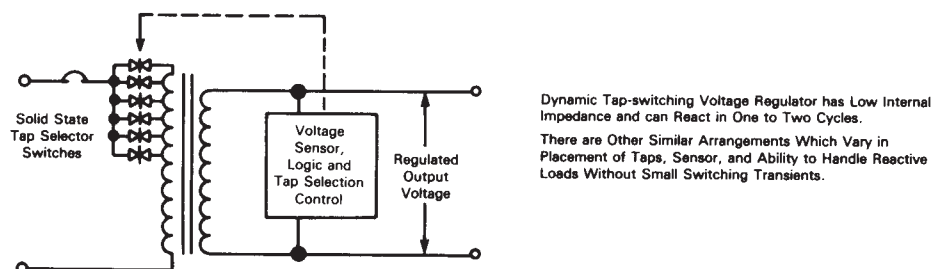 Solid State
Tap Selector
Switches
Voltage
Sensor,
Logic and
Tap Selection
Control
Regulated
Output
Voltage
Dynamic Tap-switching Voltage Regulator has Low Internal
Impedance and can React in One to Two Cycles.
There are Other Similar Arrangements Which Vary in
Placement of Taps, Sensor, and Ability to Handle Reactive
Loads Without Small Switching Transients.